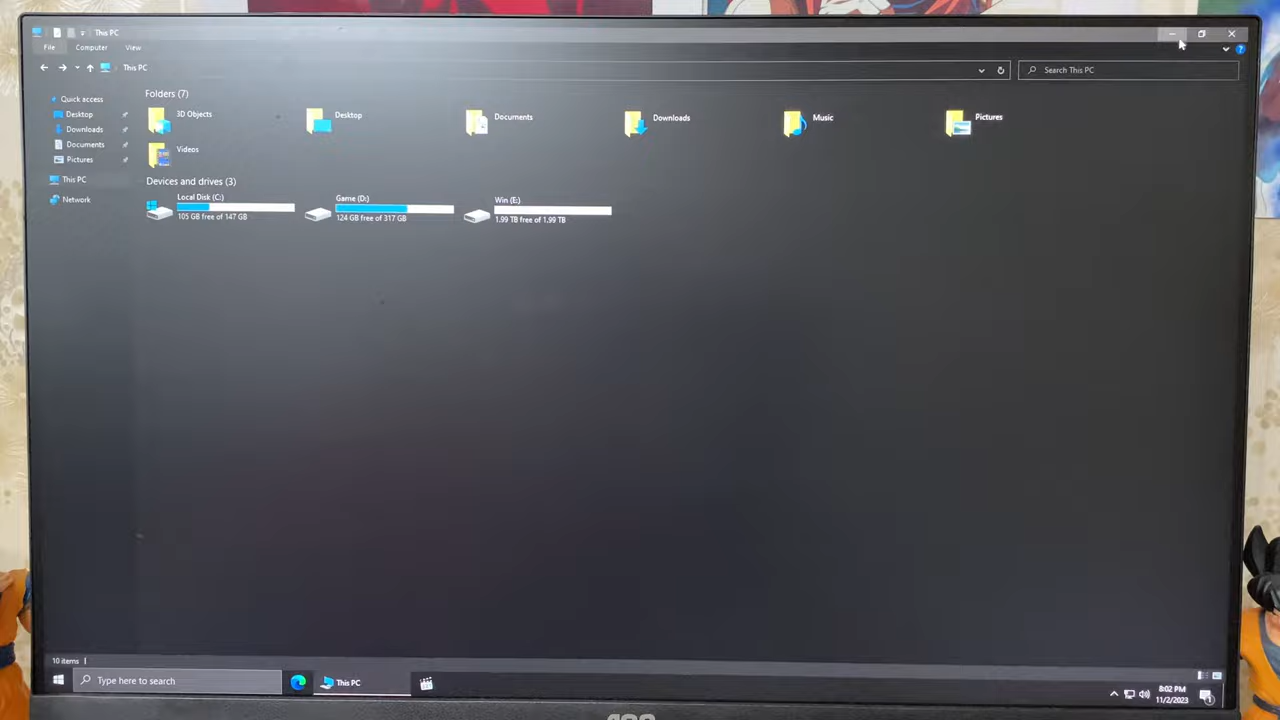 This PC
File Computer View
This PC
Search This PC
Quick access
Desktop
Downloads
Documents
Pictures
This PC
Network
Folders (7)
3D Objects
Desktop
Documents
Downloads
Music
Pictures
Videos
Devices and drives (3)
Local Disk (C:)
105 GB free of 147 GB
Game (D:)
124 GB free of 317 GB
Win (E:)
1.99 TB free of 1.99 TB
10 items
Type here to search
This PC
8:02 PM
11/2/2023
AOC